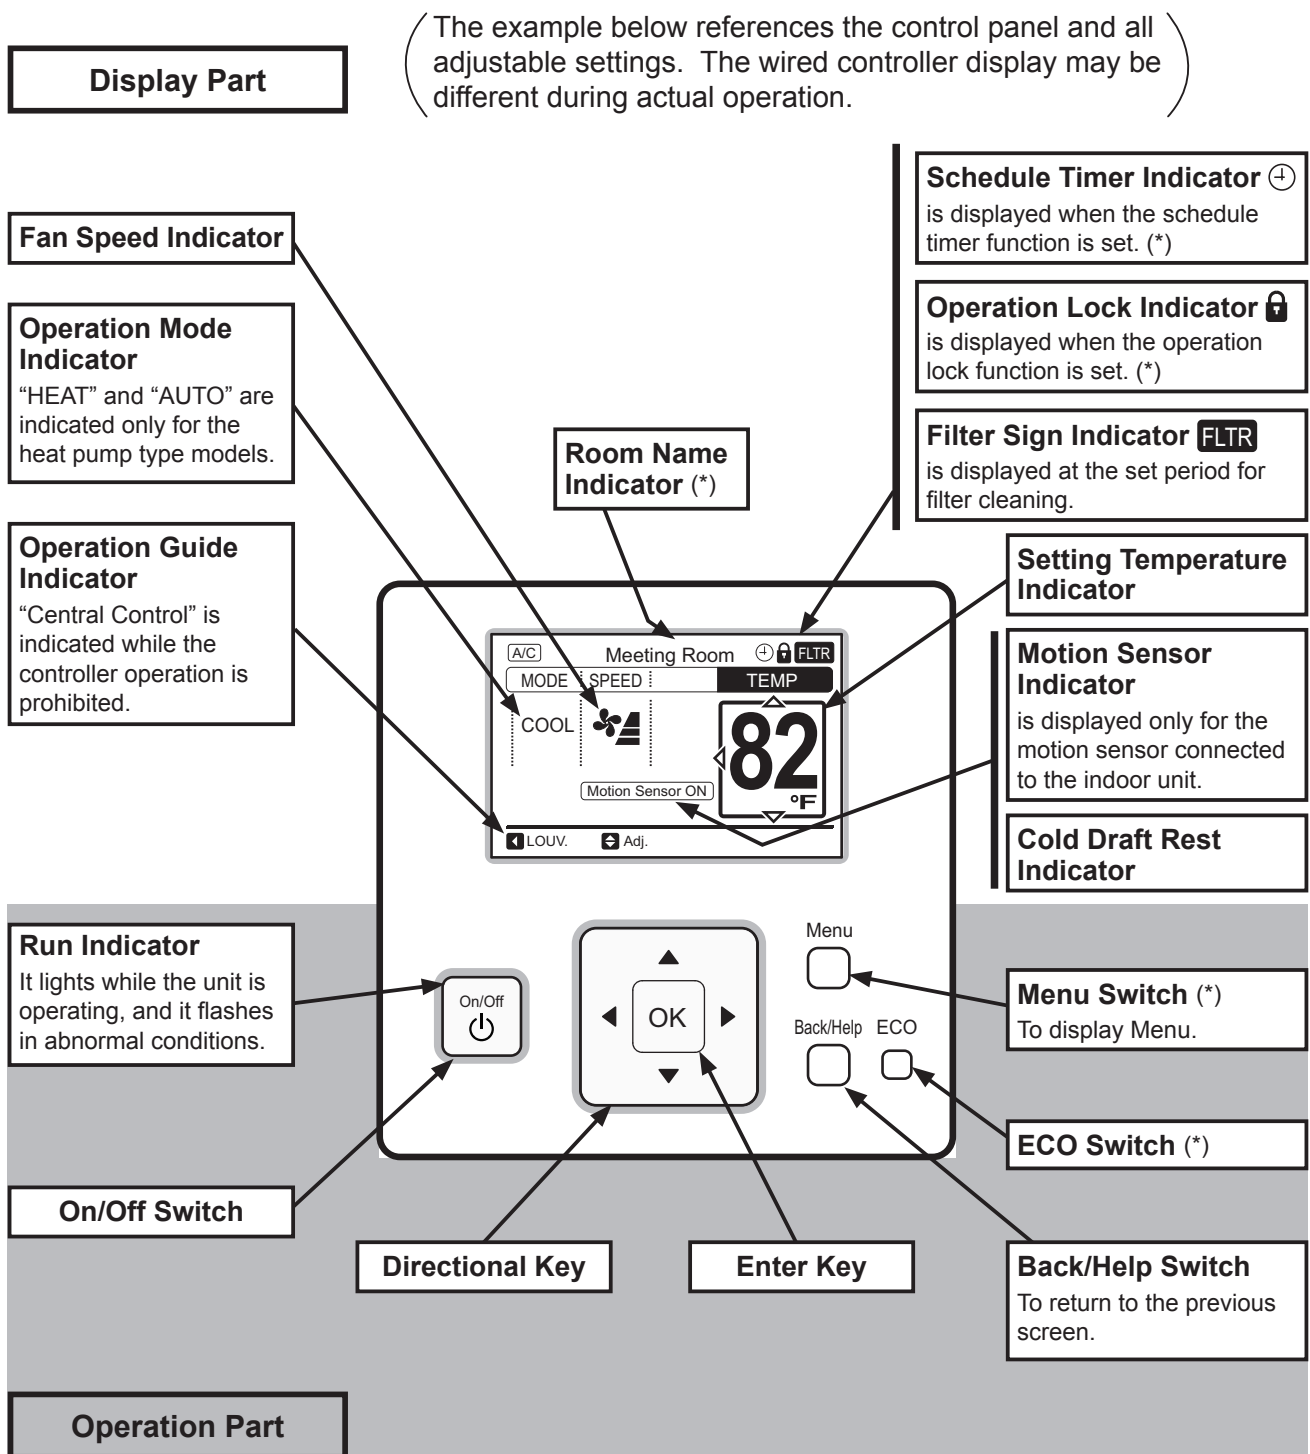 Display Part
The example below references the control panel and all
adjustable settings. The wired controller display may be
different during actual operation.
Schedule Timer Indicator
is displayed when the schedule
timer function is set. (*)
Operation Lock Indicator
is displayed when the operation
lock function is set. (*)
Filter Sign Indicator FLTR
is displayed at the set period for
filter cleaning.
Fan Speed Indicator
Operation Mode
Indicator
“HEAT” and “AUTO” are
indicated only for the
heat pump type models.
Room Name
Indicator (*)
Operation Guide
Indicator
“Central Control” is
indicated while the
controller operation is
prohibited.
Setting Temperature
Indicator
Motion Sensor
Indicator
is displayed only for the
motion sensor connected
to the indoor unit.
Cold Draft Rest
Indicator
A/C Meeting Room FLTR
MODE SPEED TEMP
COOL
82
°F
Motion Sensor ON
LOUV. Adj.
Run Indicator
It lights while the unit is
operating, and it flashes
in abnormal conditions.
On/Off
OK
Menu
Back/Help ECO
Menu Switch (*)
To display Menu.
ECO Switch (*)
On/Off Switch
Directional Key
Enter Key
Back/Help Switch
To return to the previous
screen.
Operation Part